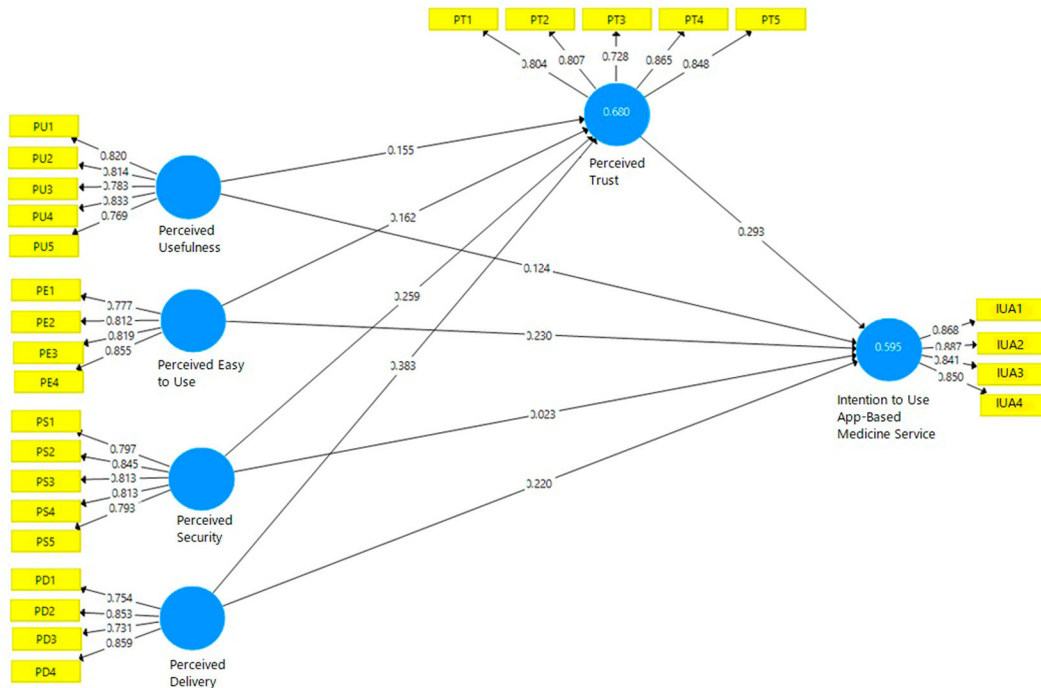 PT1 PT2 PT3 PT4 PT5
0.804 0.807 0.728 0.865 0.848
0.680
Perceived
Trust
PU1
PU2
PU3
PU4
PU5
0.820
0.814
0.783
0.833
0.769
Perceived
Usefulness
0.155
0.162
0.259
0.383
0.293
0.124
0.230
0.023
0.220
PE1
PE2
PE3
PE4
0.777
0.812
0.819
0.855
Perceived Easy
to Use
PS1
PS2
PS3
PS4
PS5
0.797
0.845
0.813
0.813
0.793
Perceived
Security
PD1
PD2
PD3
PD4
0.754
0.853
0.731
0.859
Perceived
Delivery
0.595
Intention to Use
App-Based
Medicine Service
0.868
0.887
0.841
0.850
IUA1
IUA2
IUA3
IUA4